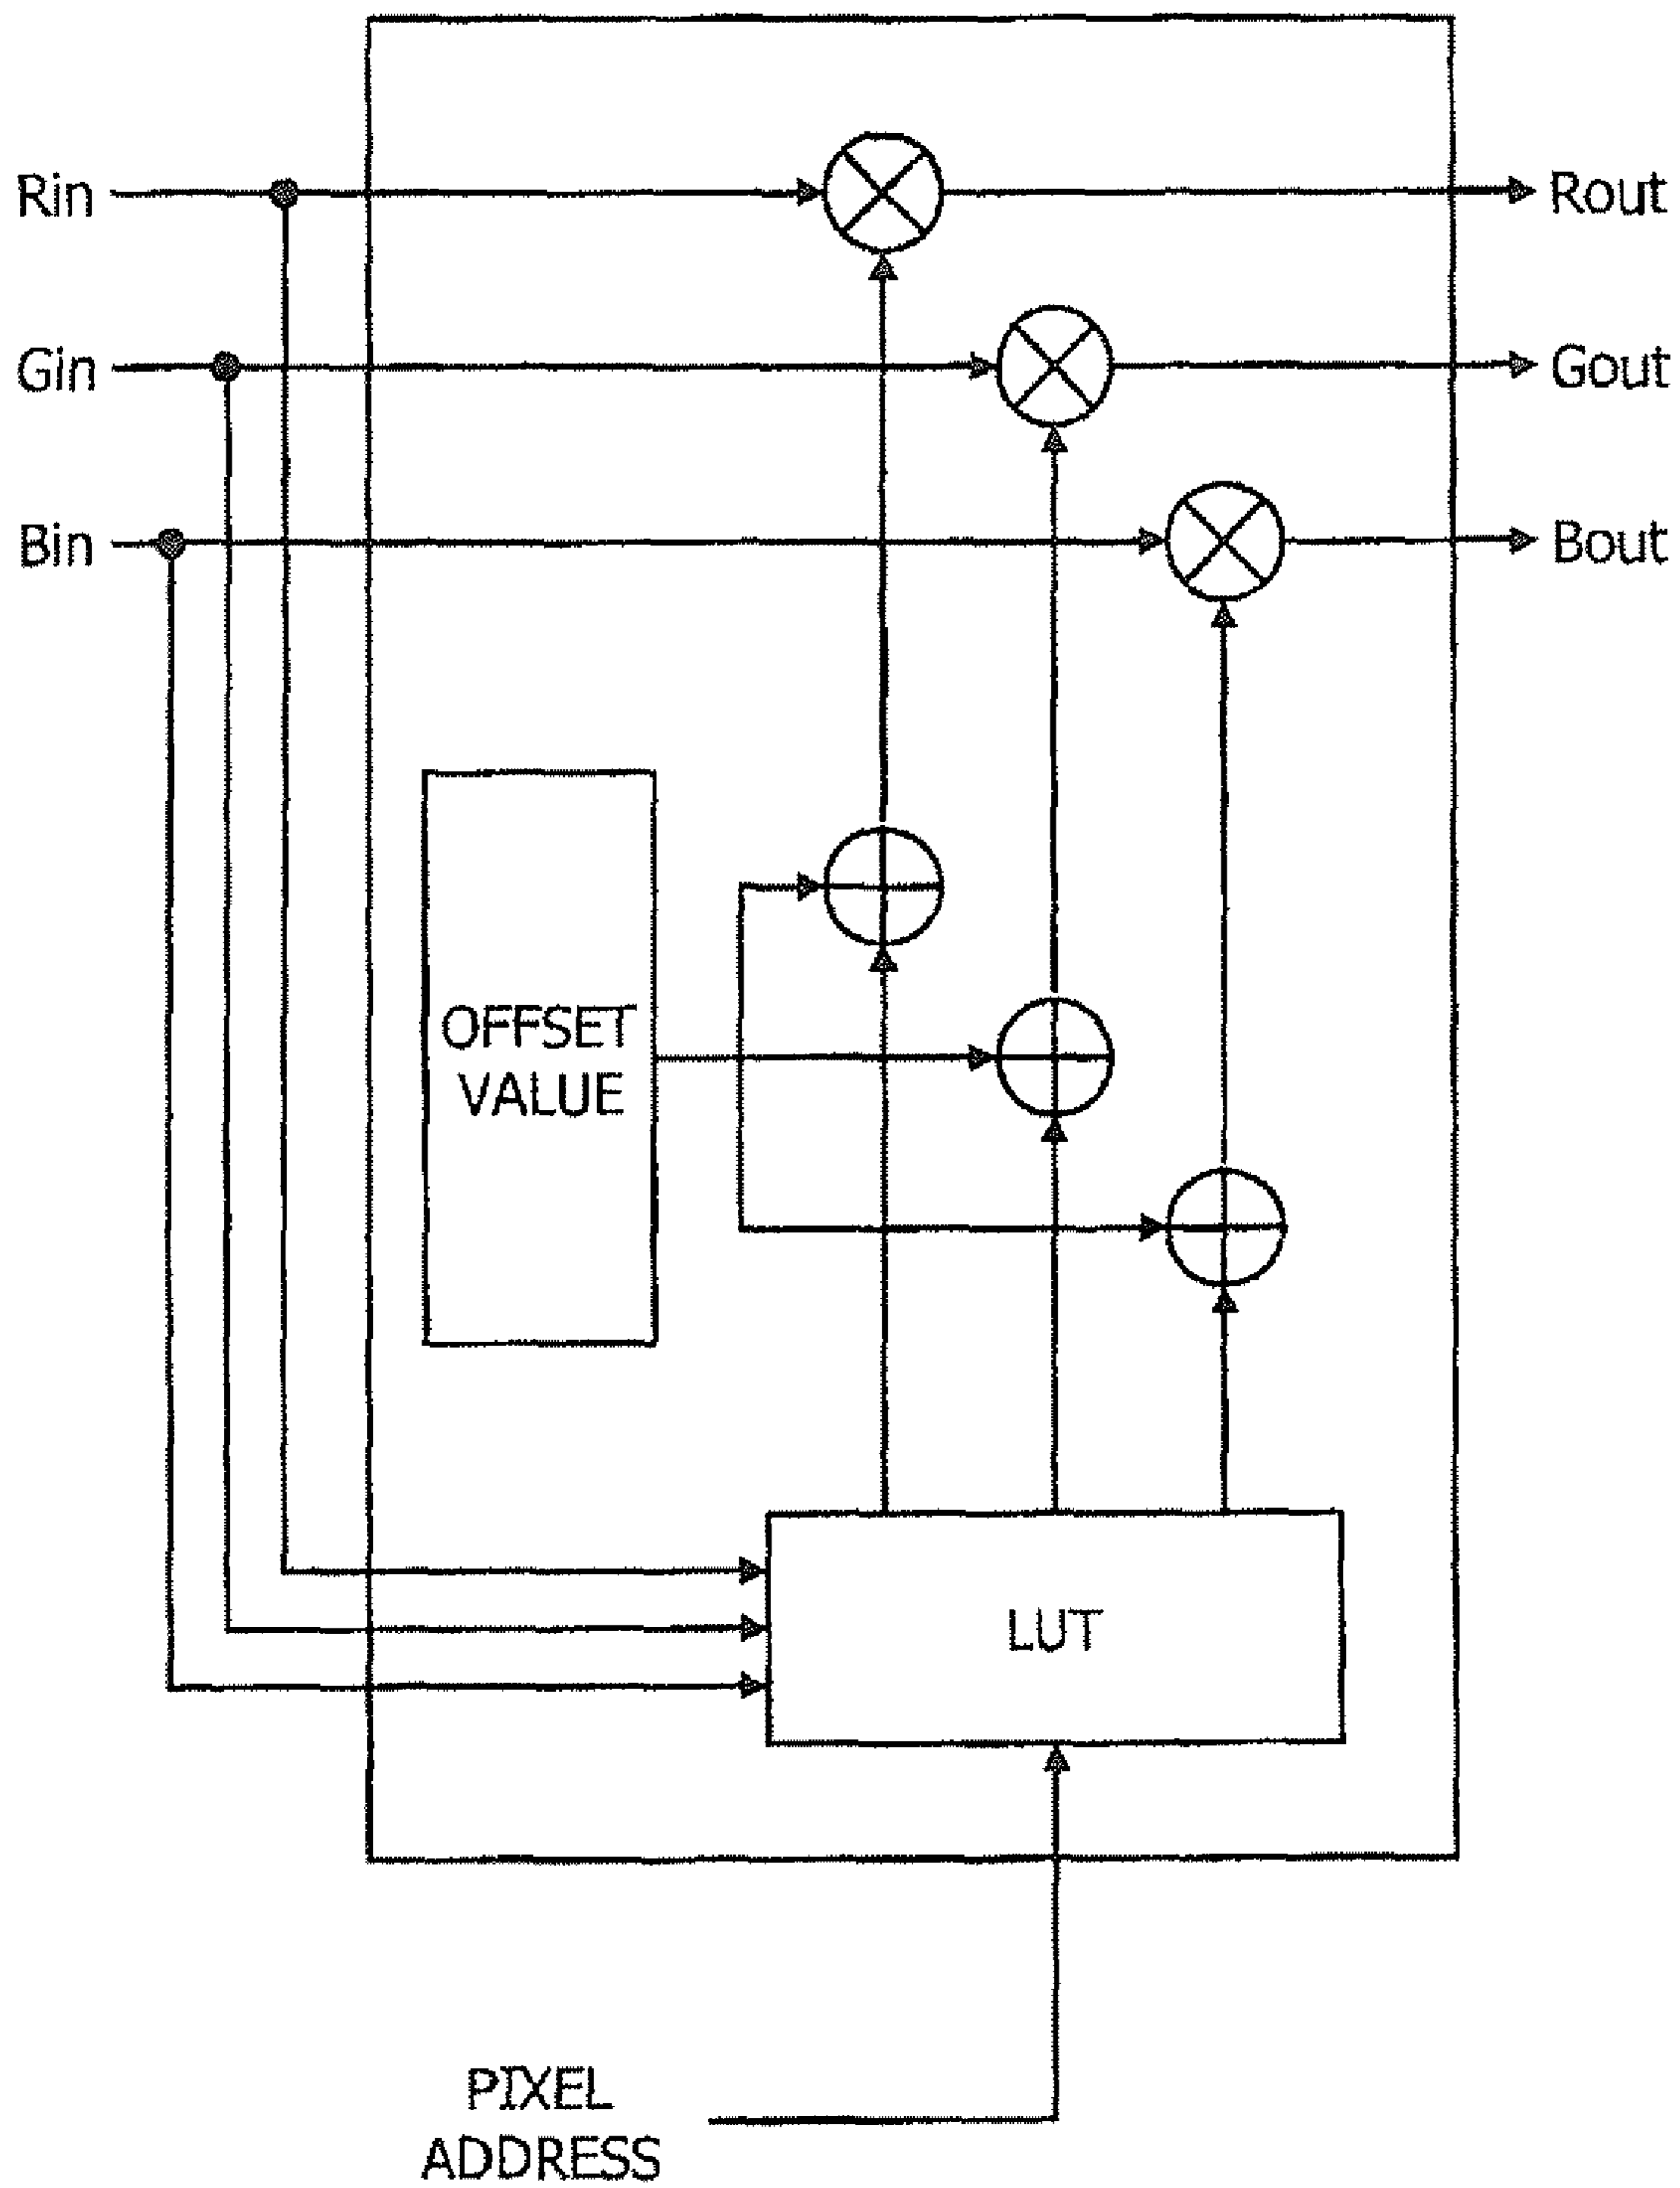 Rin
Rout
Gin
Gout
Bin
Bout
OFFSET
VALUE
LUT
PIXEL
ADDRESS